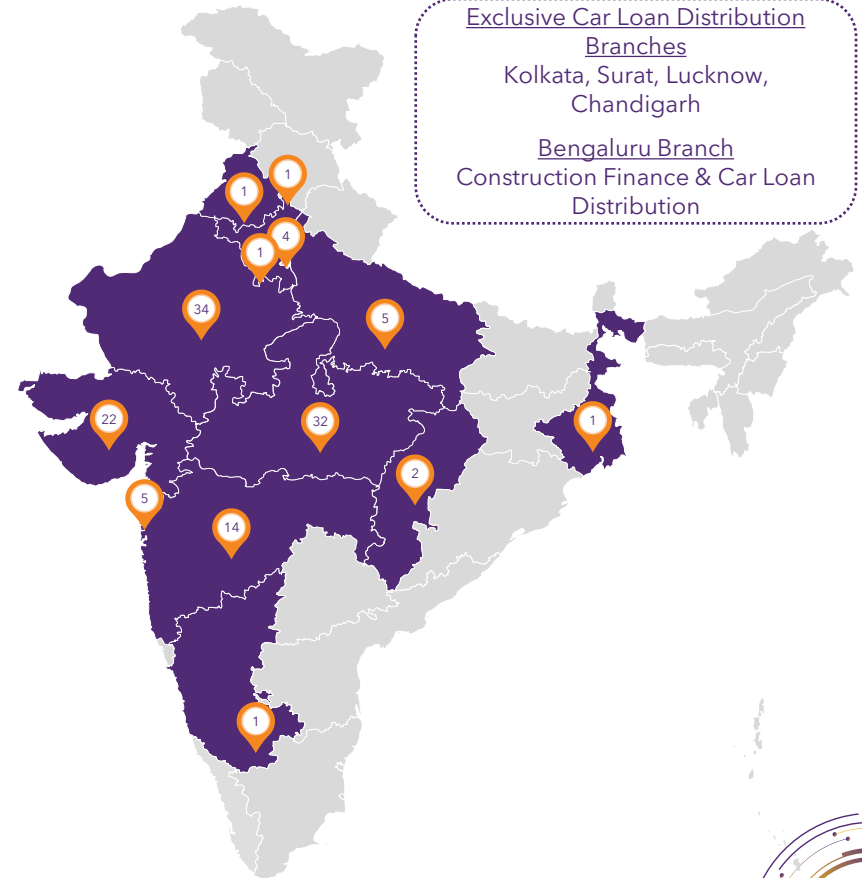 Exclusive Car Loan Distribution
Branches
Kolkata, Surat, Lucknow,
Chandigarh
Bengaluru Branch
Construction Finance & Car Loan
Distribution
1
1
4
1
34
5
22
32
1
2
5
14
1